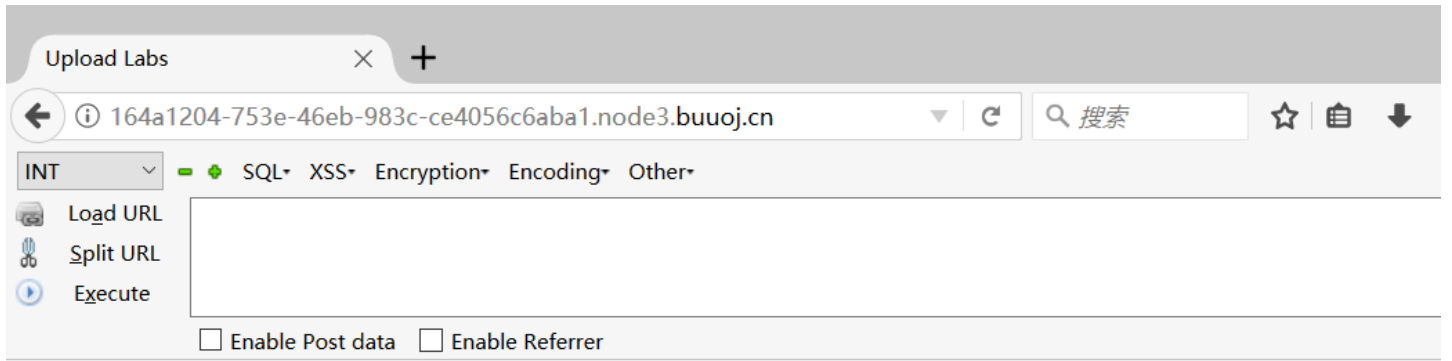 Upload Labs
164a1204-753e-46eb-983c-ce4056c6aba1.node3.buuoj.cn 搜索
INT SQL XSS Encryption Encoding Other
Load URL
Split URL
Execute
Enable Post data Enable Referrer